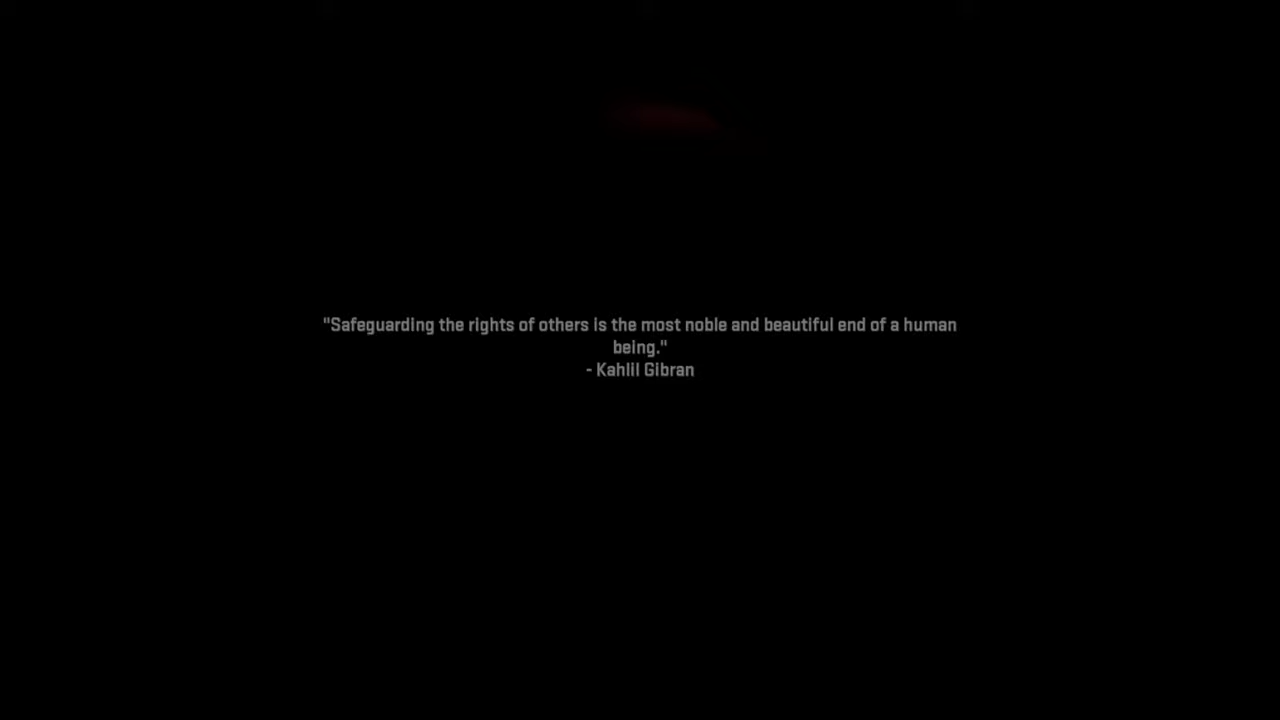 "Safeguarding the rights of others is the most noble and beautiful end of a human
being."
- Kahlil Gibran